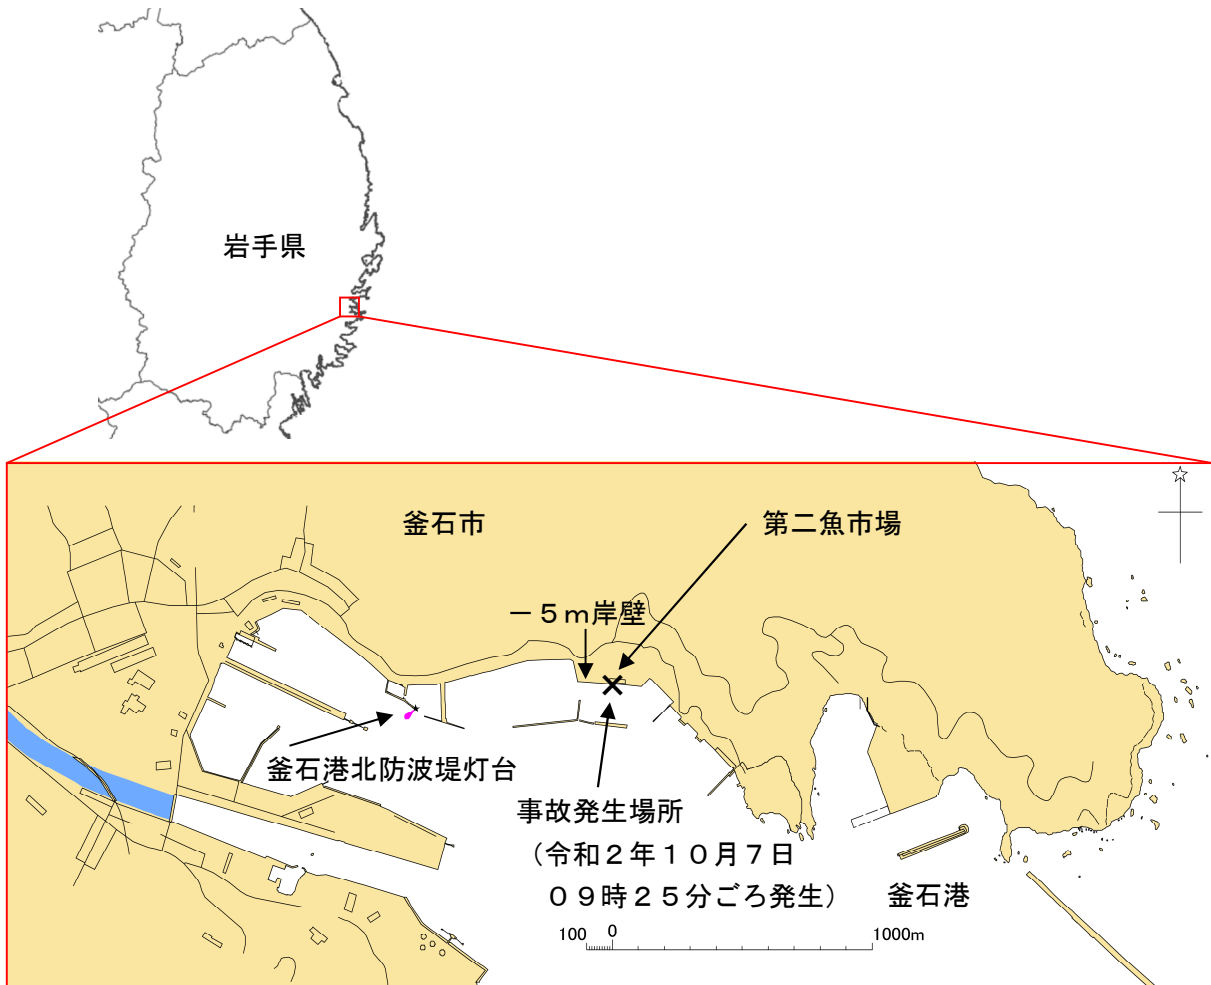 岩手県
釜石市
第二魚市場
－５ｍ岸壁
釜石港北防波堤灯台
事故発生場所
（令和２年１０月７日
０９時２５分ごろ発生）
釜石港
100 0 1000m